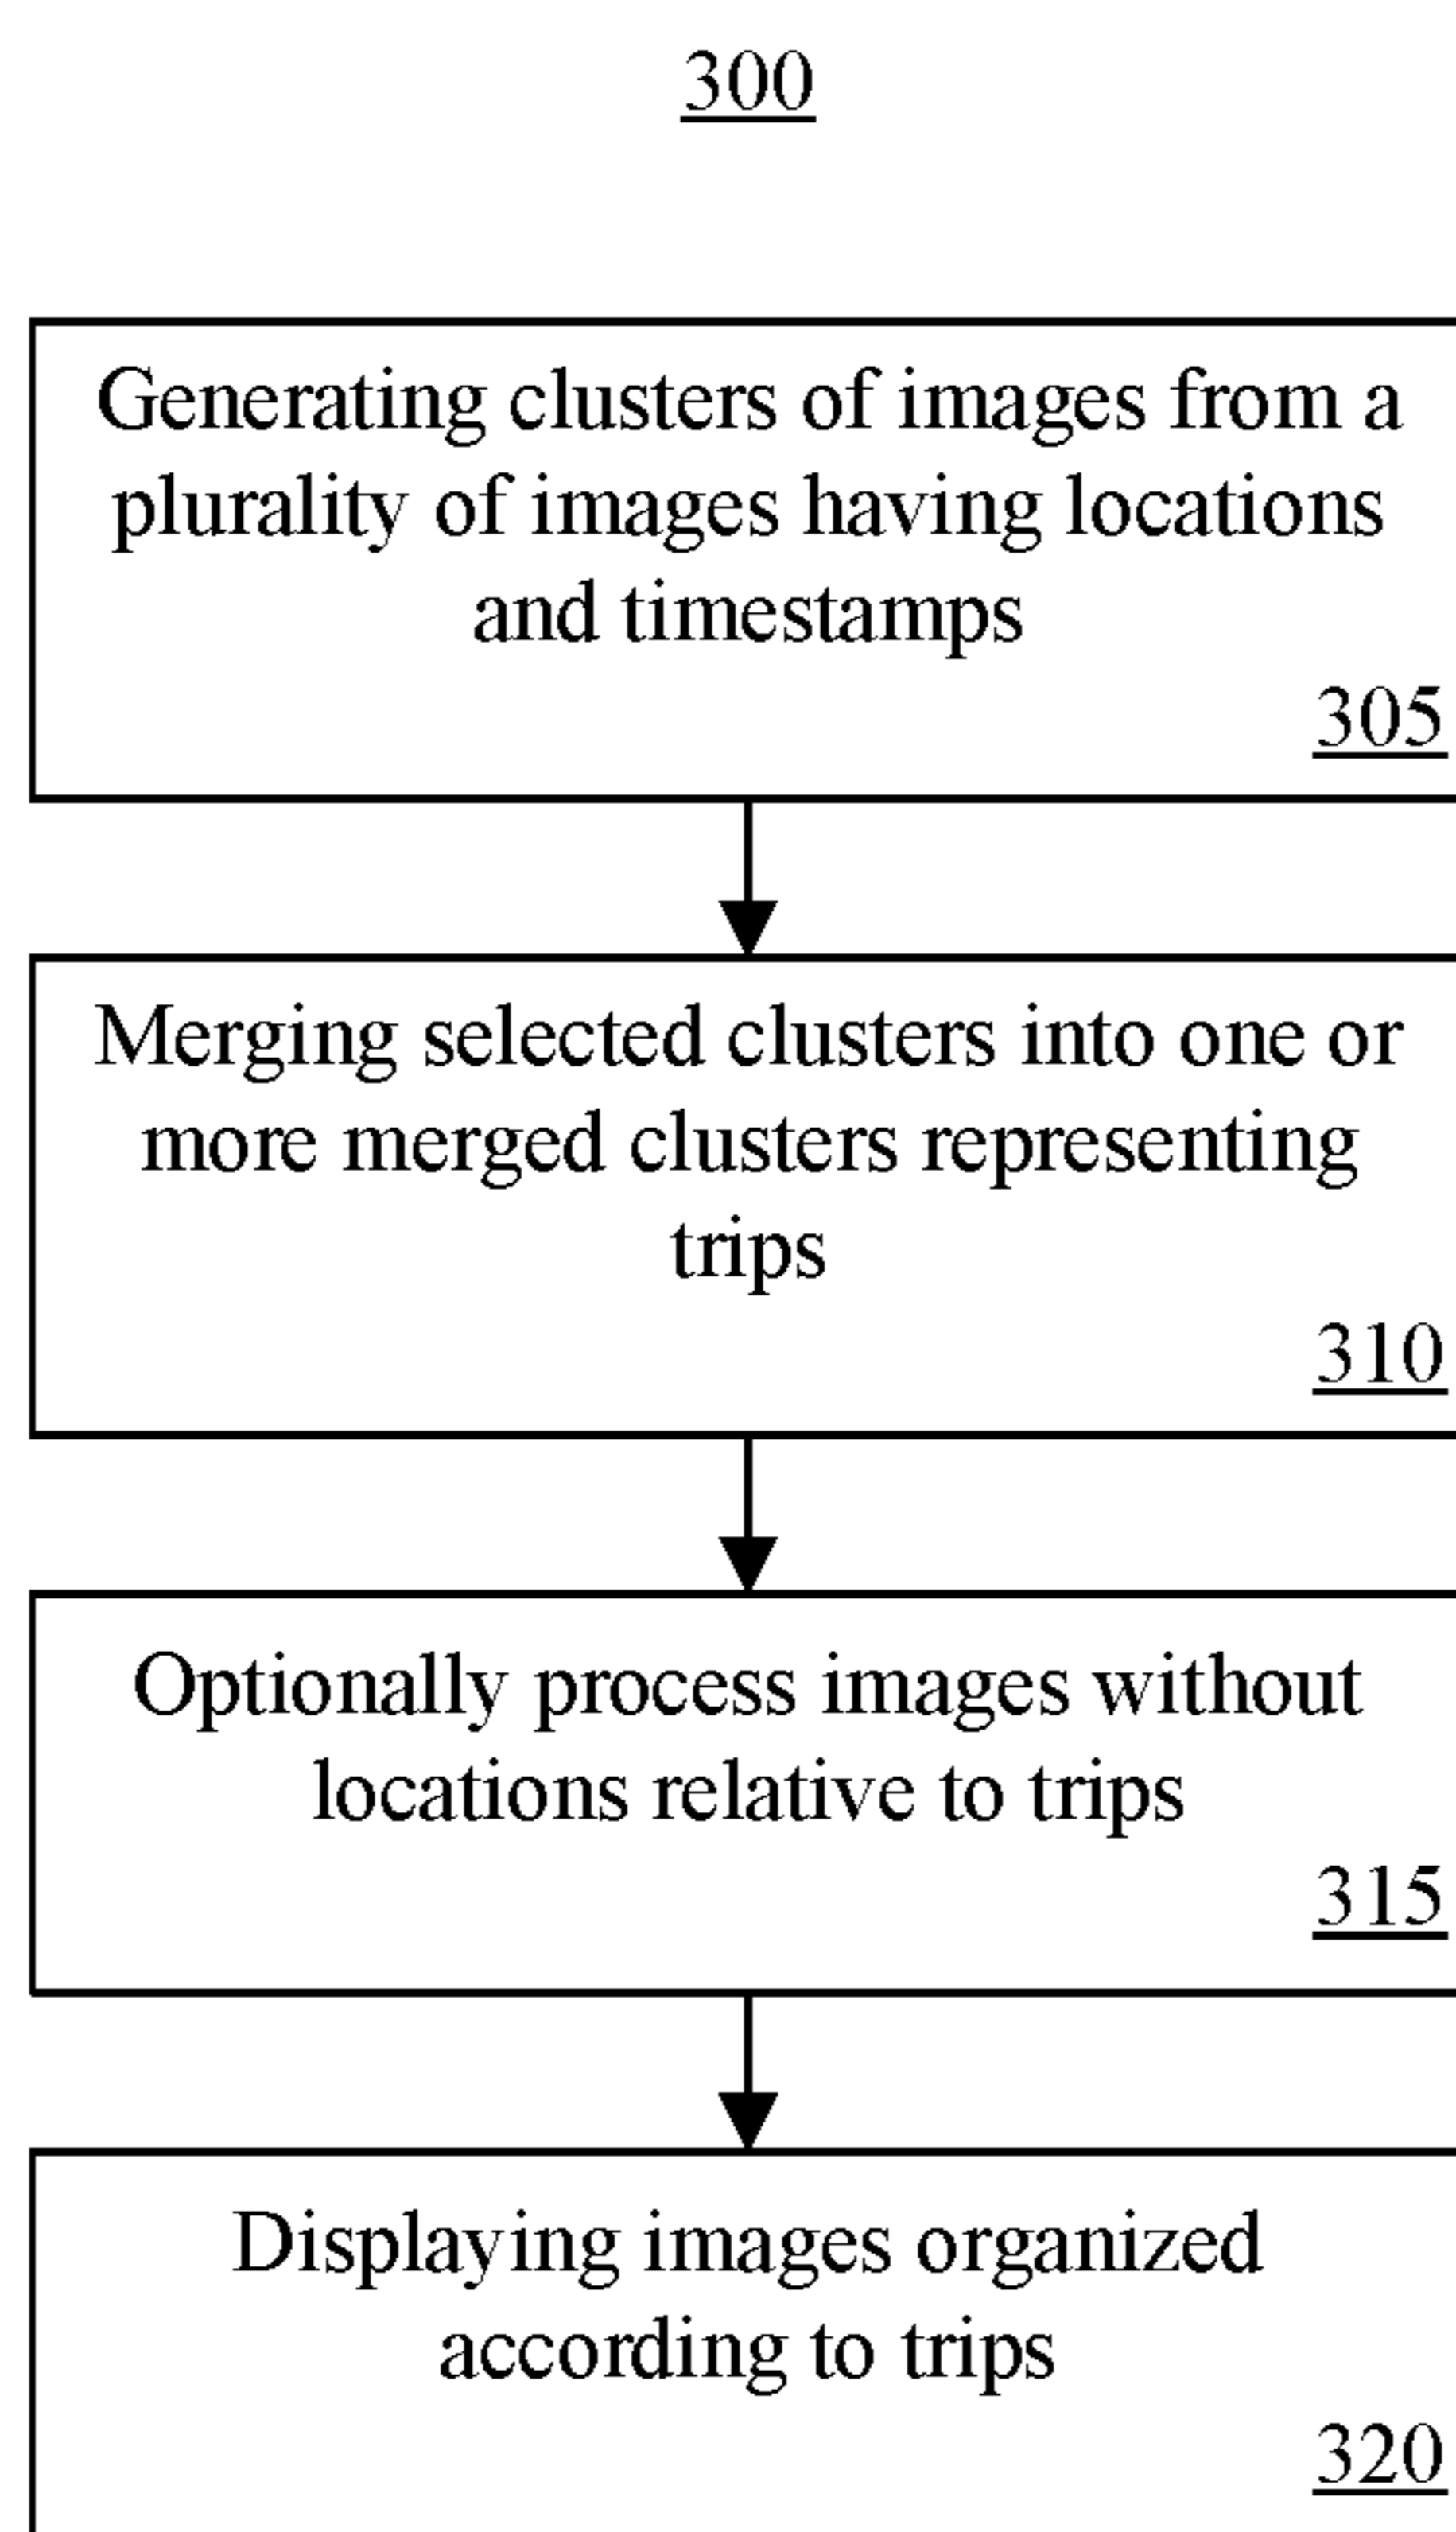 300
Generating clusters of images from a
plurality of images having locations
and timestamps
305
Merging selected clusters into one or
more merged clusters representing
trips
310
Optionally process images without
locations relative to trips
315
Displaying images organized
according to trips
320